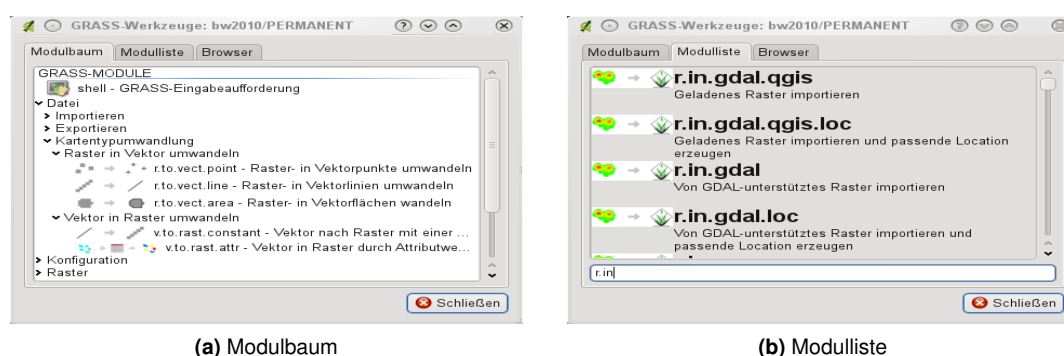 GRASS-Werkzeuge: bw2010/PERMANENT
Modulbaum Modulliste Browser
GRASS-MODULE
shell - GRASS-Eingabeaufforderung
Datei
Importieren
Exportieren
Kartentypumwandlung
Raster in Vektor umwandeln
r.to.vect.point - Raster- in Vektorpunkte umwandeln
r.to.vect.line - Raster- in Vektorlinien umwandeln
r.to.vect.area - Raster- in Vektorflächen wandeln
Vektor in Raster umwandeln
v.to.rast.constant - Vektor nach Raster mit einer ...
v.to.rast.attr - Vektor in Raster durch Attributwe...
Konfiguration
Raster
Schließen
(a) Modulbaum
GRASS-Werkzeuge: bw2010/PERMANENT
Modulbaum Modulliste Browser
r.in.gdal.qgis
Geladenes Raster importieren
r.in.gdal.qgis.loc
Geladenes Raster importieren und passende Location
erzeugen
r.in.gdal
Von GDAL-unterstütztes Raster importieren
r.in.gdal.loc
Von GDAL-unterstütztes Raster importieren und
passende Location erzeugen
r.in
Schließen
(b) Modulliste